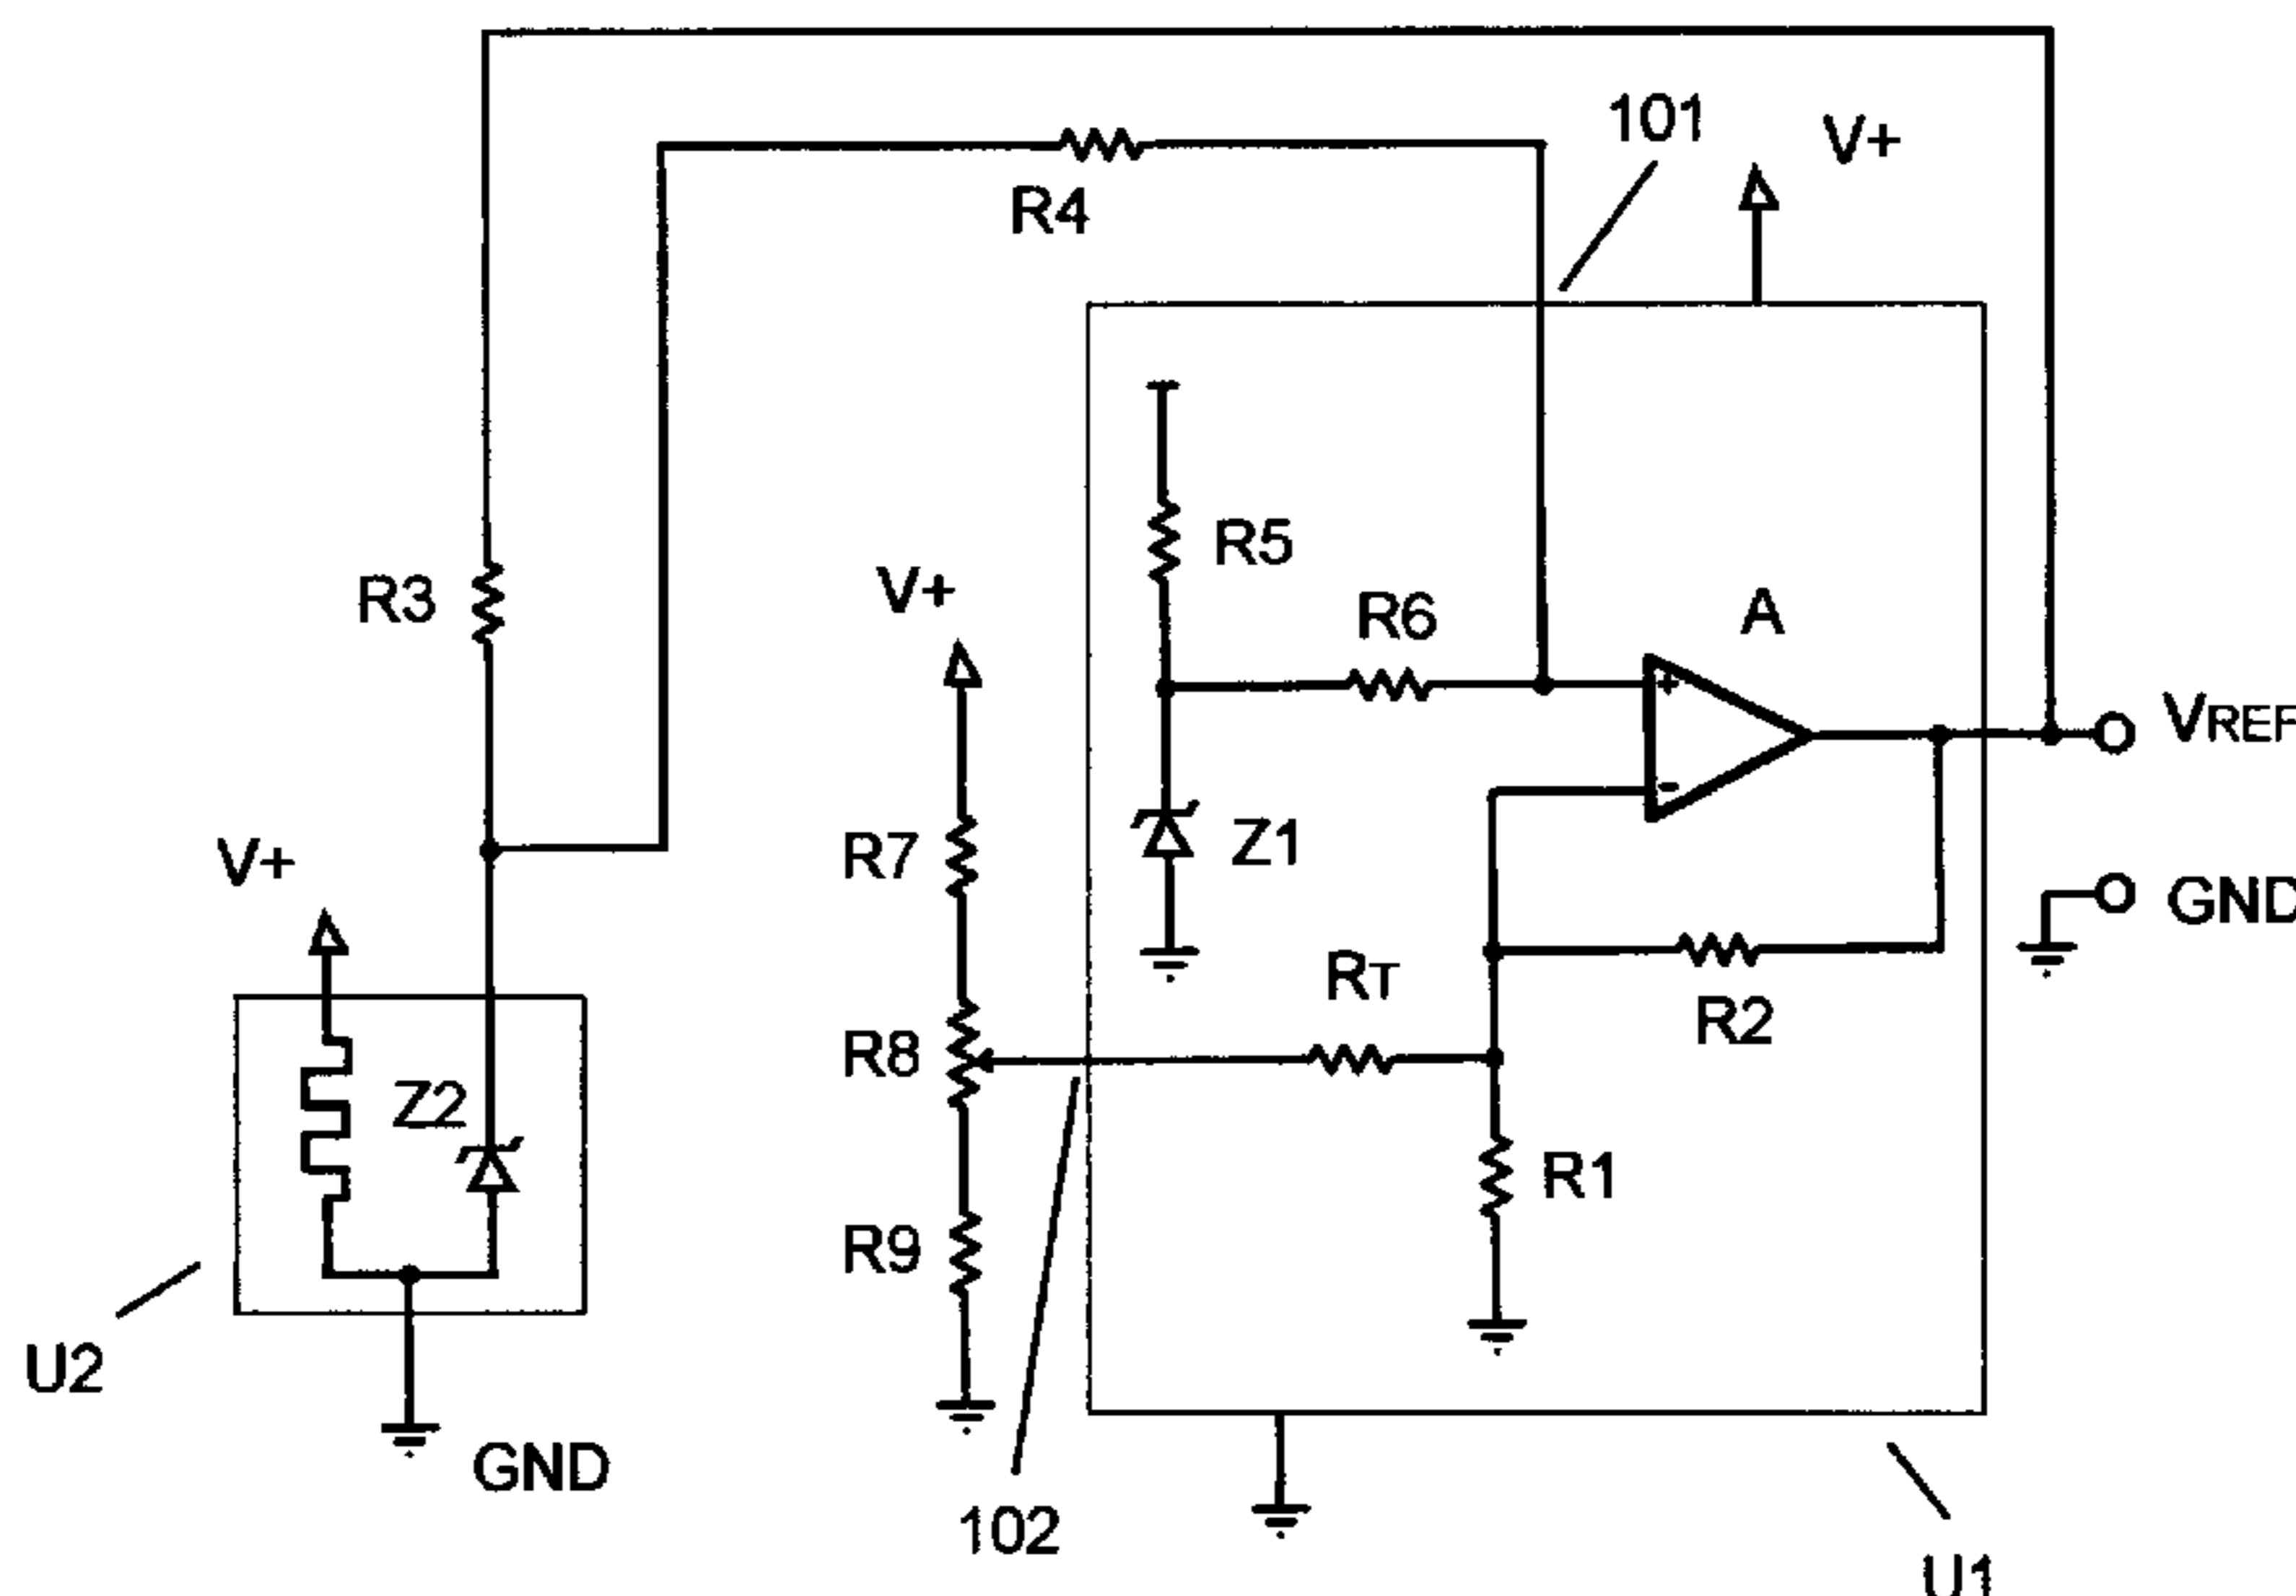 101
V+
R4
R5
R3
V+
R6
A
VREF
V+
R7
Z1
GND
RT
R2
R8
Z2
R1
R9
U2
GND
102
U1